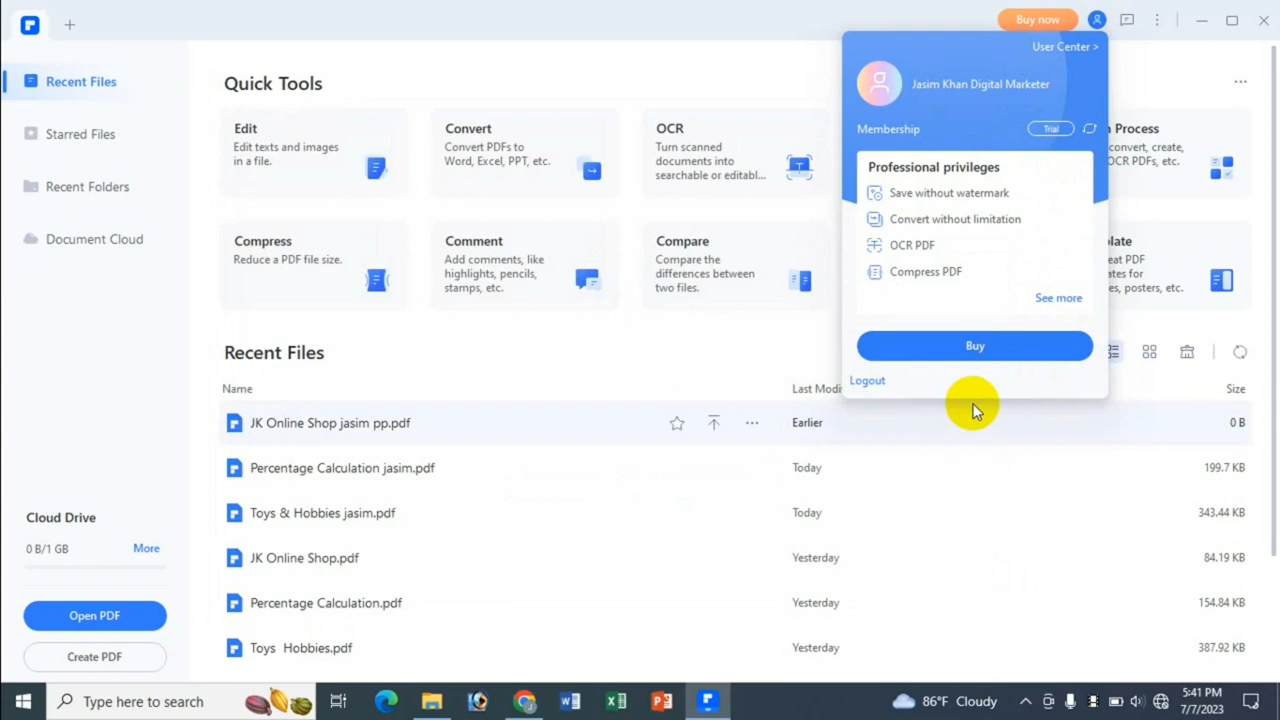 Buy now
User Center >
Recent Files
Starred Files
Recent Folders
Document Cloud
Quick Tools
Edit
Edit texts and images
in a file.
Convert
Convert PDFs to
Word, Excel, PPT, etc.
OCR
Turn scanned
documents into
searchable or editabl...
Process
convert, create,
OCR PDFs, etc.
Compress
Reduce a PDF file size.
Comment
Add comments, like
highlights, pencils,
stamps, etc.
Compare
Compare the
differences between
two files.
late
eat PDF
ates for
es, posters, etc.
Jasim Khan Digital Marketer
Membership
Trial
Professional privileges
Save without watermark
Convert without limitation
OCR PDF
Compress PDF
See more
Buy
Logout
Recent Files
Name
Last Modi
Size
JK Online Shop jasim pp.pdf
Earlier
0 B
Percentage Calculation jasim.pdf
Today
199.7 KB
Toys & Hobbies jasim.pdf
Today
343.44 KB
JK Online Shop.pdf
Yesterday
84.19 KB
Percentage Calculation.pdf
Yesterday
154.84 KB
Toys Hobbies.pdf
Yesterday
387.92 KB
Cloud Drive
0 B/1 GB
More
Open PDF
Create PDF
Type here to search
86°F Cloudy
5:41 PM
7/7/2023